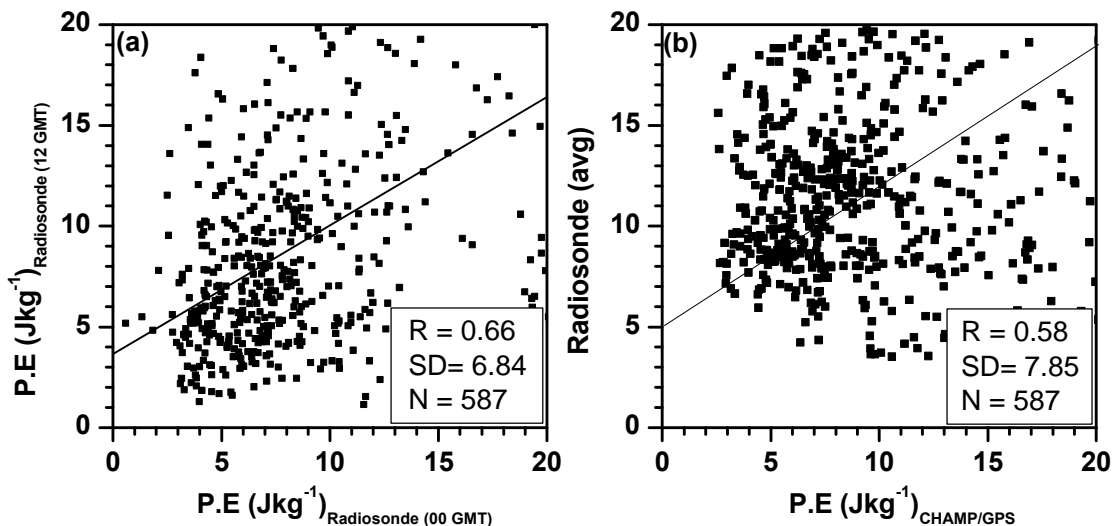 (a)
20
15
10
5
0
P.E (Jkg-1)Radiosonde (12 GMT)
R = 0.66
SD= 6.84
N = 587
0 5 10 15 20
P.E (Jkg-1)Radiosonde (00 GMT)
(b)
20
15
10
5
0
Radiosonde (avg)
R = 0.58
SD= 7.85
N = 587
5 10 15 20
P.E (Jkg-1)CHAMP/GPS